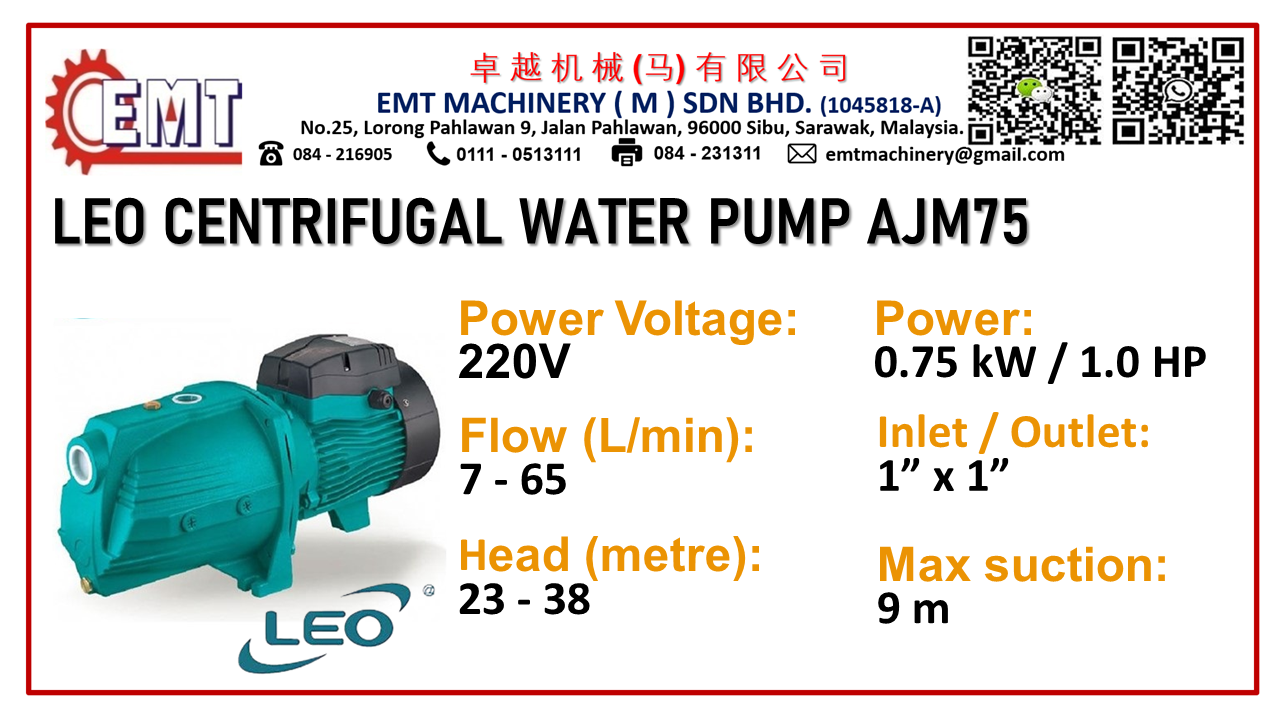 EMT
卓越机械(马)有限公司
EMT MACHINERY ( M ) SDN BHD. (1045818-A)
No.25, Lorong Pahlawan 9, Jalan Pahlawan, 96000 Sibu, Sarawak, Malaysia.
084 - 216905 0111 - 0513111 084 - 231311 emtmachinery@gmail.com
LEO CENTRIFUGAL WATER PUMP AJM75
Power Voltage:
220V
Power:
0.75 kW / 1.0 HP
Flow (L/min):
7 - 65
Inlet / Outlet:
1” x 1”
Head (metre):
23 - 38
Max suction:
9 m
LEO
®